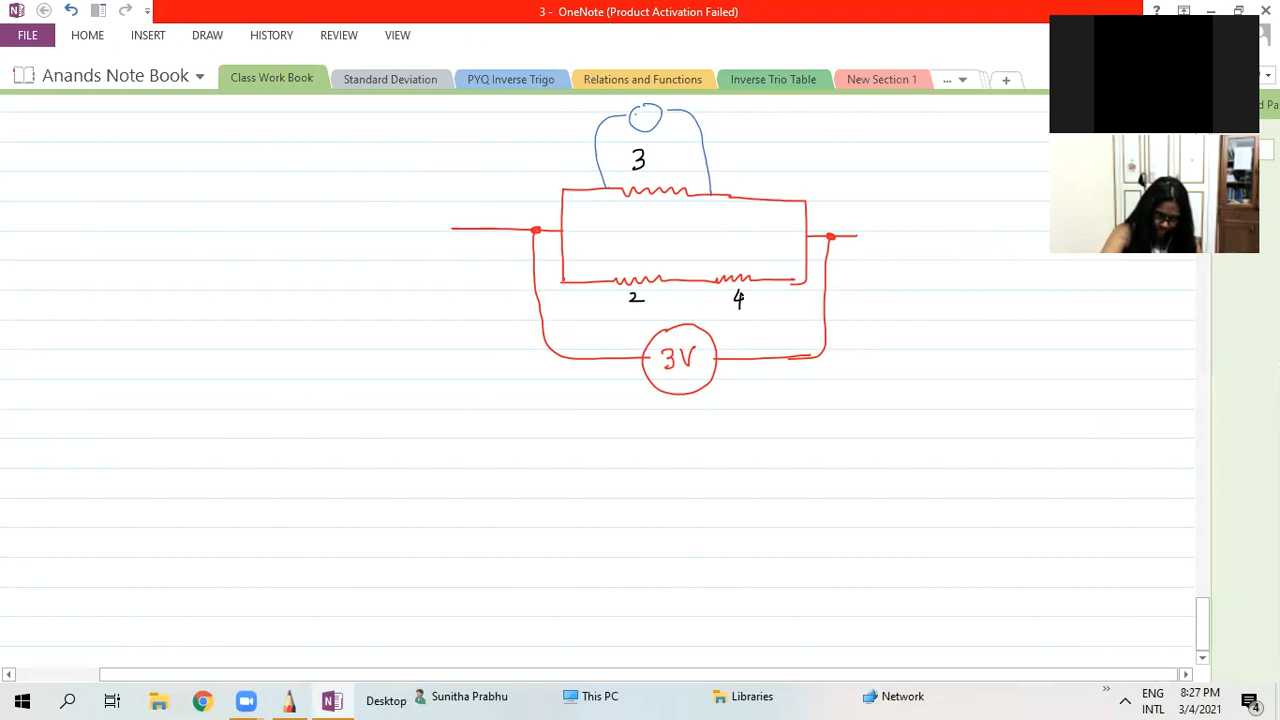 3 - OneNote (Product Activation Failed)
FILE HOME INSERT DRAW HISTORY REVIEW VIEW
Anands Note Book Class Work Book Standard Deviation PYQ Inverse Trigo Relations and Functions Inverse Trio Table New Section 1 ... +
d Pa
3
2 4
3V
Desktop Sunitha Prabhu This PC Libraries Network
ENG
INTL
8:27 PM
3/4/2021
4